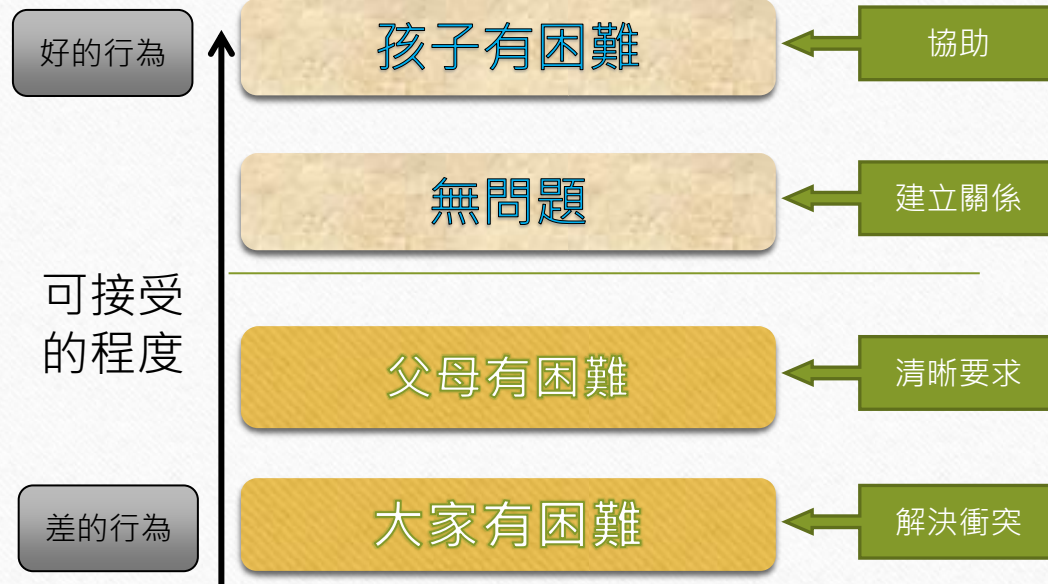 好的行為
孩子有困難
協助
無問題
建立關係
可接受
的程度
父母有困難
清晰要求
差的行為
大家有困難
解決衝突